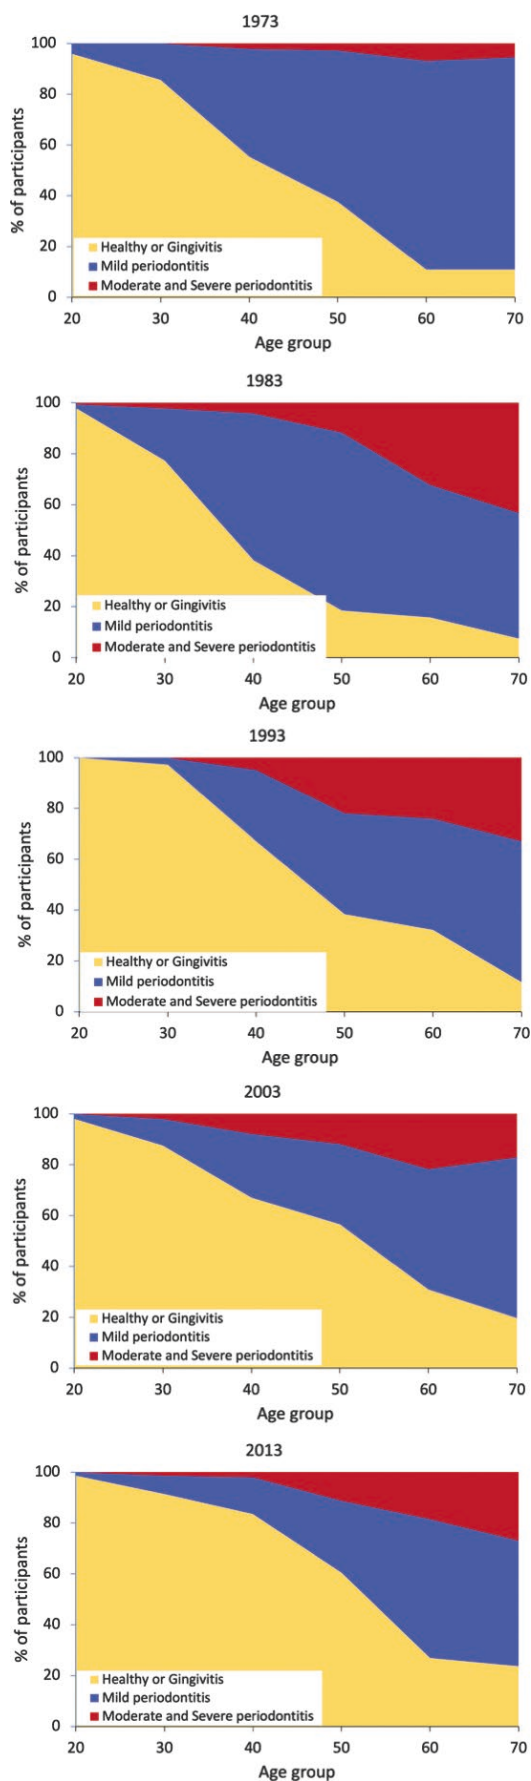 1973
100
80
60
40
20
0
% of participants
Healthy or Gingivitis
Mild periodontitis
Moderate and Severe periodontitis
20 30 40 50 60 70
Age group
1983
100
80
60
40
20
0
% of participants
Healthy or Gingivitis
Mild periodontitis
Moderate and Severe periodontitis
20 30 40 50 60 70
Age group
1993
100
80
60
40
20
0
% of participants
Healthy or Gingivitis
Mild periodontitis
Moderate and Severe periodontitis
20 30 40 50 60 70
Age group
2003
100
80
60
40
20
0
% of participants
Healthy or Gingivitis
Mild periodontitis
Moderate and Severe periodontitis
20 30 40 50 60 70
Age group
2013
100
80
60
40
20
0
% of participants
Healthy or Gingivitis
Mild periodontitis
Moderate and Severe periodontitis
20 30 40 50 60 70
Age group